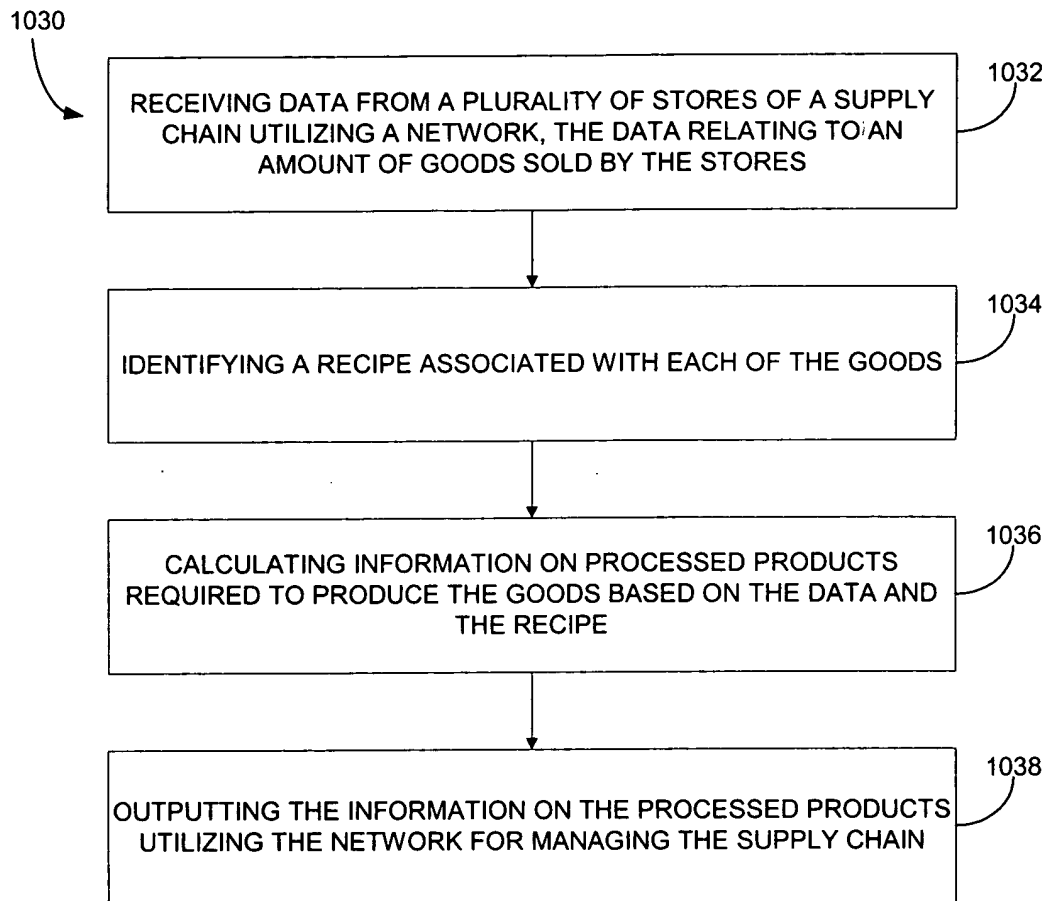 1030
1032
RECEIVING DATA FROM A PLURALITY OF STORES OF A SUPPLY
CHAIN UTILIZING A NETWORK, THE DATA RELATING TO AN
AMOUNT OF GOODS SOLD BY THE STORES
1034
IDENTIFYING A RECIPE ASSOCIATED WITH EACH OF THE GOODS
1036
CALCULATING INFORMATION ON PROCESSED PRODUCTS
REQUIRED TO PRODUCE THE GOODS BASED ON THE DATA AND
THE RECIPE
1038
OUTPUTTING THE INFORMATION ON THE PROCESSED PRODUCTS
UTILIZING THE NETWORK FOR MANAGING THE SUPPLY CHAIN